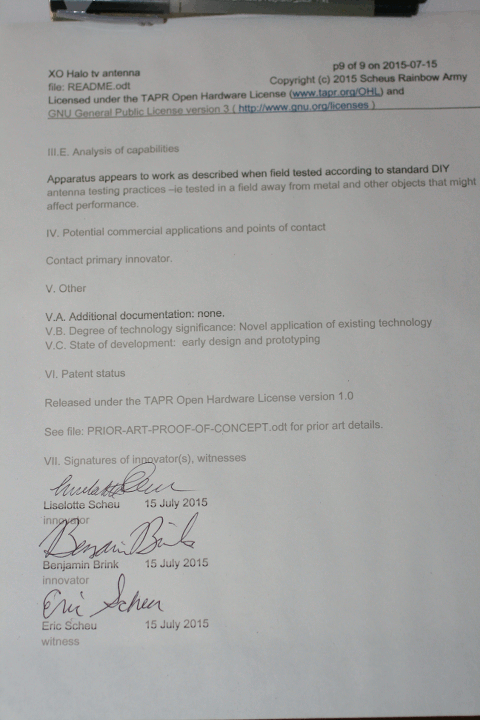 XO Halo tv antenna
p9 of 9 on 2015-07-15
file: README.odt
Copyright (c) 2015 Scheus Rainbow Army
Licensed under the TAPR Open Hardware License (www.tapr.org/OHL) and
GNU General Public License version 3 ( http://www.gnu.org/licenses )
III.E. Analysis of capabilities
Apparatus appears to work as described when field tested according to standard DIY
antenna testing practices –ie tested in a field away from metal and other objects that might
affect performance.
IV. Potential commercial applications and points of contact
Contact primary innovator.
V. Other
V.A. Additional documentation: none.
V.B. Degree of technology significance: Novel application of existing technology
V.C. State of development: early design and prototyping
VI. Patent status
Released under the TAPR Open Hardware License version 1.0
See file: PRIOR-ART-PROOF-OF-CONCEPT.odt for prior art details.
VII. Signatures of innovator(s), witnesses
Liselotte Scheu
Liselotte Scheu 15 July 2015
innovator
Benjamin Brink
Benjamin Brink 15 July 2015
innovator
Eric Scheu
Eric Scheu 15 July 2015
witness